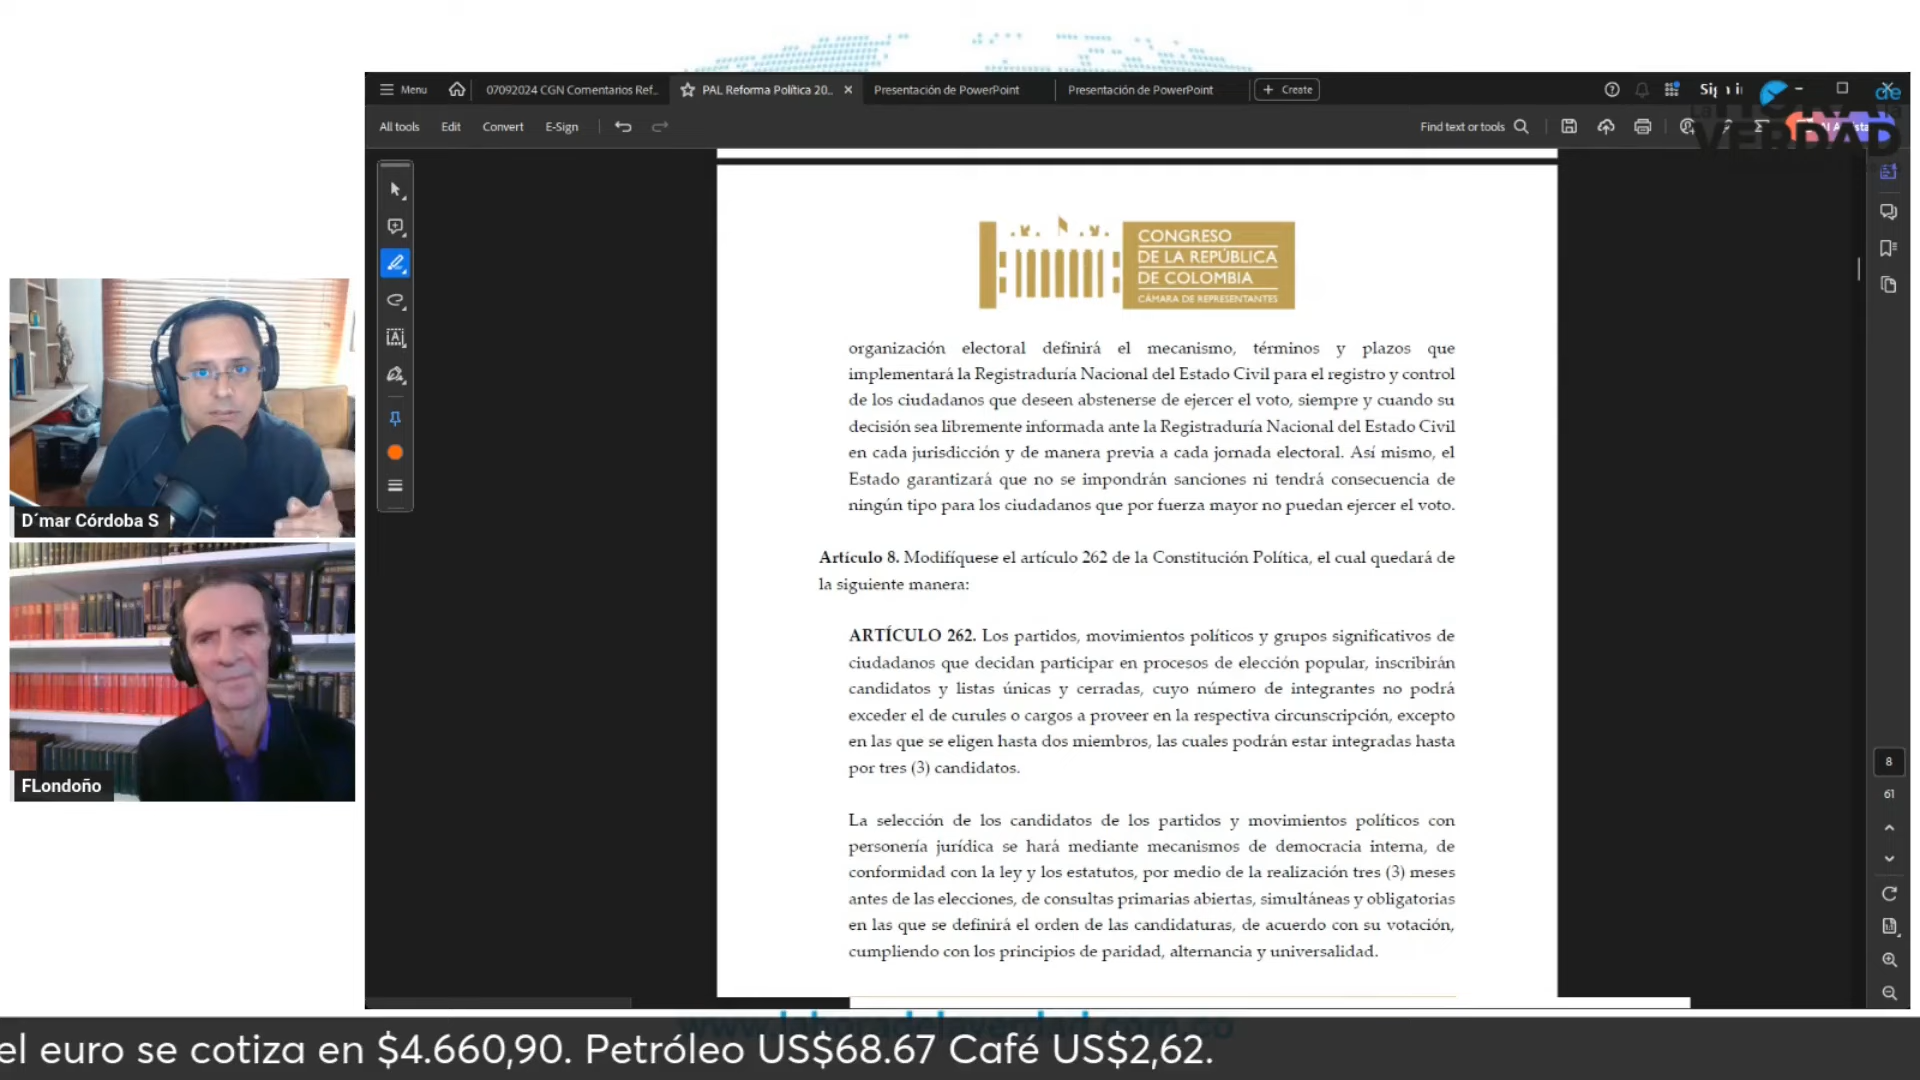 Menu
07092024 CGN Comentarios Ref...
PAL Reforma Política 20...
Presentación de PowerPoint
Presentación de PowerPoint
Create
All tools
Edit
Convert
E-Sign
Find text or tools
VERDAD
CONGRESO
DE LA REPÚBLICA
DE COLOMBIA
CÁMARA DE REPRESENTANTES
organización electoral definirá el mecanismo, términos y plazos que
implementará la Registraduría Nacional del Estado Civil para el registro y control
de los ciudadanos que deseen abstenerse de ejercer el voto, siempre y cuando su
decisión sea libremente informada ante la Registraduría Nacional del Estado Civil
en cada jurisdicción y de manera previa a cada jornada electoral. Así mismo, el
Estado garantizará que no se impondrán sanciones ni tendrá consecuencia de
ningún tipo para los ciudadanos que por fuerza mayor no puedan ejercer el voto.
Artículo 8. Modifíquese el artículo 262 de la Constitución Política, el cual quedará de
la siguiente manera:
ARTÍCULO 262. Los partidos, movimientos políticos y grupos significativos de
ciudadanos que decidan participar en procesos de elección popular, inscribirán
candidatos y listas únicas y cerradas, cuyo número de integrantes no podrá
exceder el de curules o cargos a proveer en la respectiva circunscripción, excepto
en las que se eligen hasta dos miembros, las cuales podrán estar integradas hasta
por tres (3) candidatos.
La selección de los candidatos de los partidos y movimientos políticos con
personería jurídica se hará mediante mecanismos de democracia interna, de
conformidad con la ley y los estatutos, por medio de la realización tres (3) meses
antes de las elecciones, de consultas primarias abiertas, simultáneas y obligatorias
en las que se definirá el orden de las candidaturas, de acuerdo con su votación,
cumpliendo con los principios de paridad, alternancia y universalidad.
8
61
D´mar Córdoba S
FLondoño
www.lahoradelaverdad.com.co
el euro se cotiza en $4.660,90. Petróleo US$68.67 Café US$2,62.